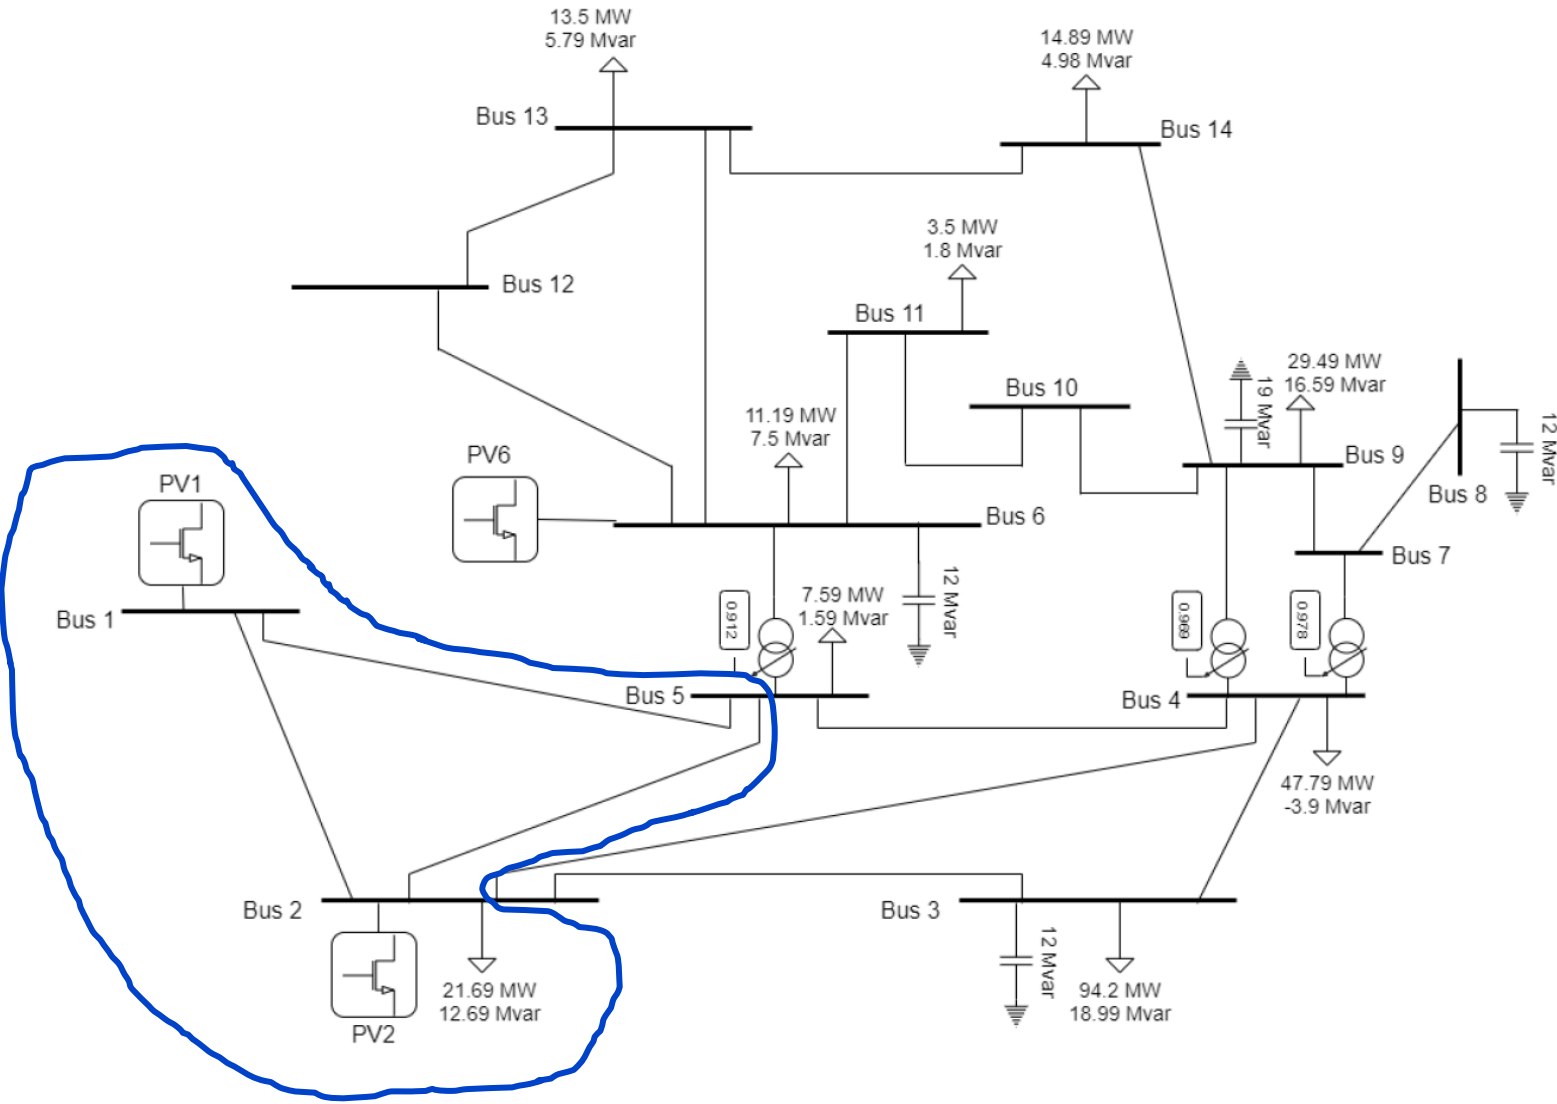 13.5 MW
5.79 Mvar
Bus 13
14.89 MW
4.98 Mvar
Bus 14
3.5 MW
1.8 Mvar
Bus 12
Bus 11
Bus 10
19 Mvar
29.49 MW
16.59 Mvar
11.19 MW
7.5 Mvar
12 Mvar
PV6
Bus 9
Bus 8
PV1
Bus 6
Bus 7
12 Mvar
7.59 MW
1.59 Mvar
0.912
0.969
0.978
Bus 1
Bus 5
Bus 4
47.79 MW
-3.9 Mvar
Bus 2
Bus 3
12 Mvar
21.69 MW
12.69 Mvar
94.2 MW
18.99 Mvar
PV2